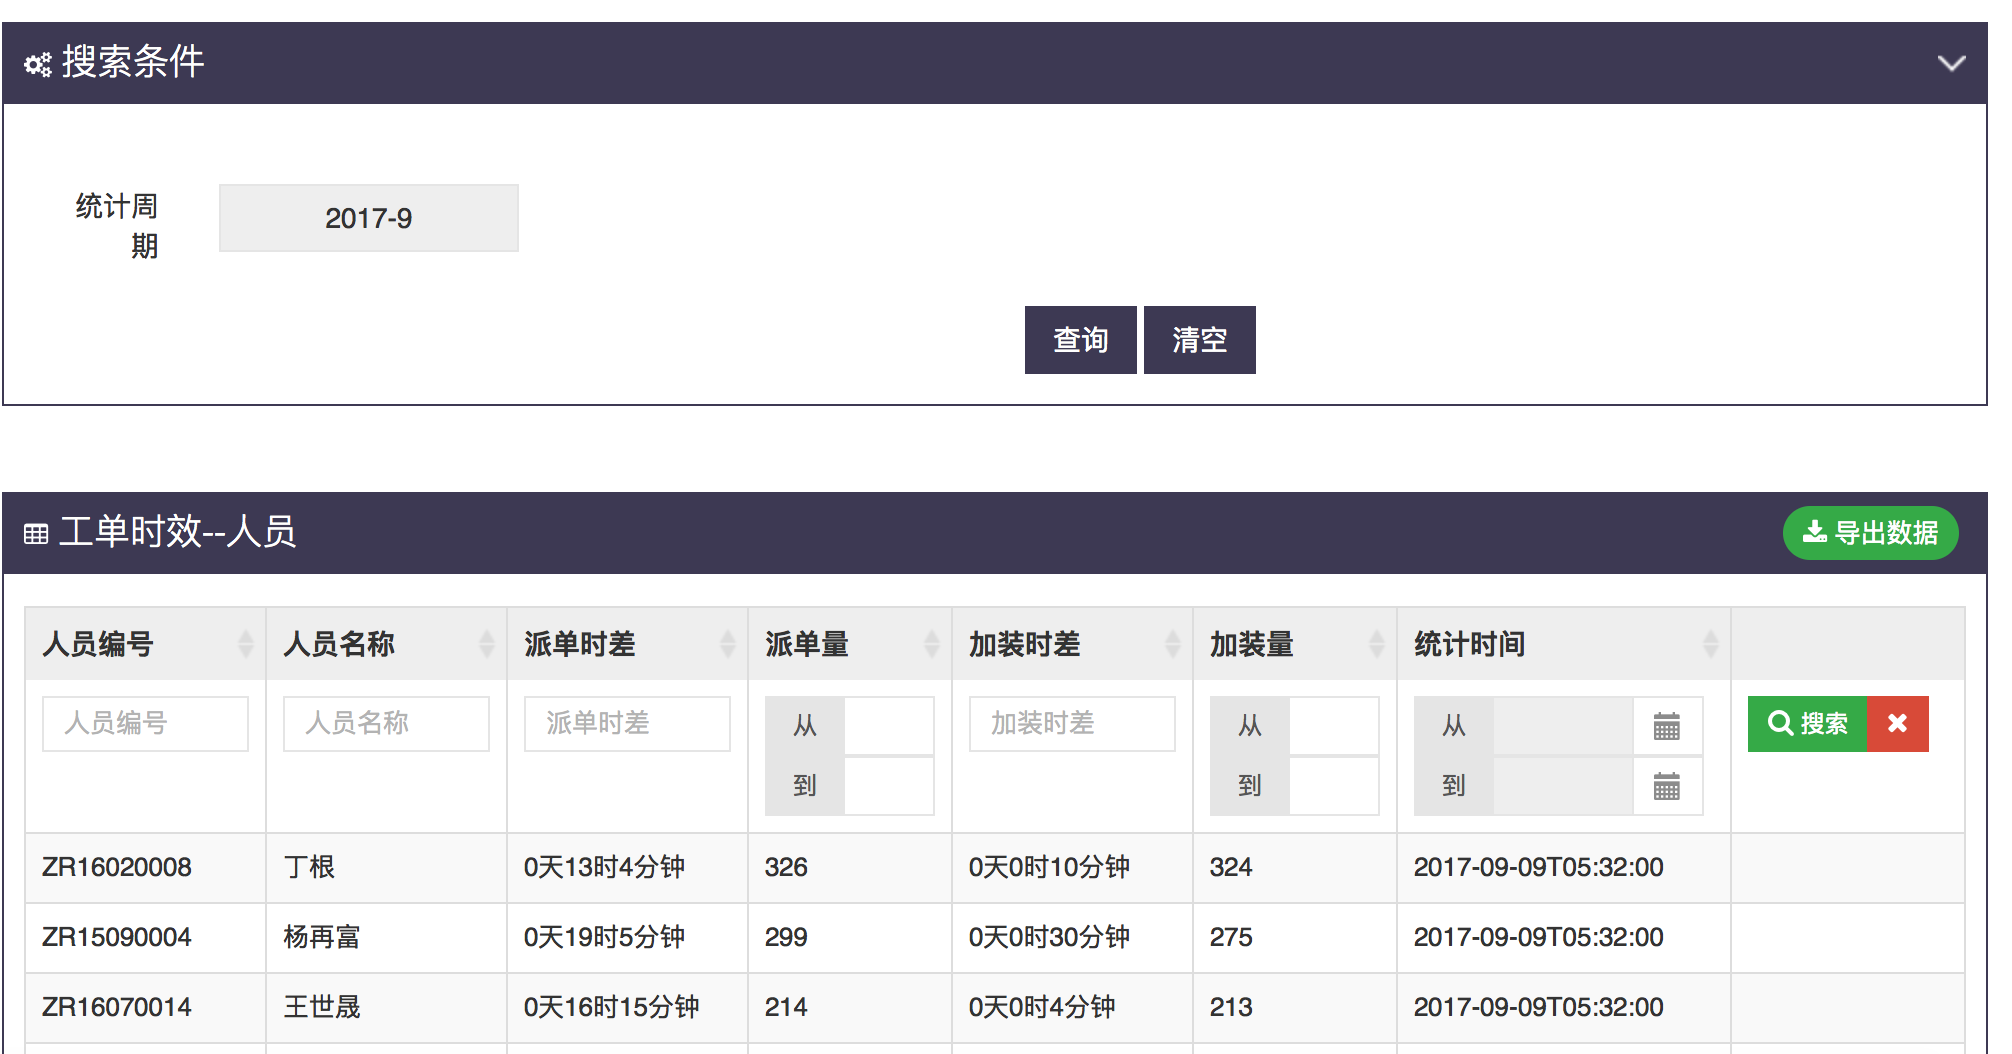 搜索条件
统计周期
2017-9
查询 清空
工单时效--人员 导出数据
人员编号 人员名称 派单时差 派单量 加装时差 加装量 统计时间
人员编号 人员名称 派单时差 从 加装时差 从 从 搜索
到 到 到
ZR16020008 丁根 0天13时4分钟 326 0天0时10分钟 324 2017-09-09T05:32:00
ZR15090004 杨再富 0天19时5分钟 299 0天0时30分钟 275 2017-09-09T05:32:00
ZR16070014 王世晟 0天16时15分钟 214 0天0时4分钟 213 2017-09-09T05:32:00